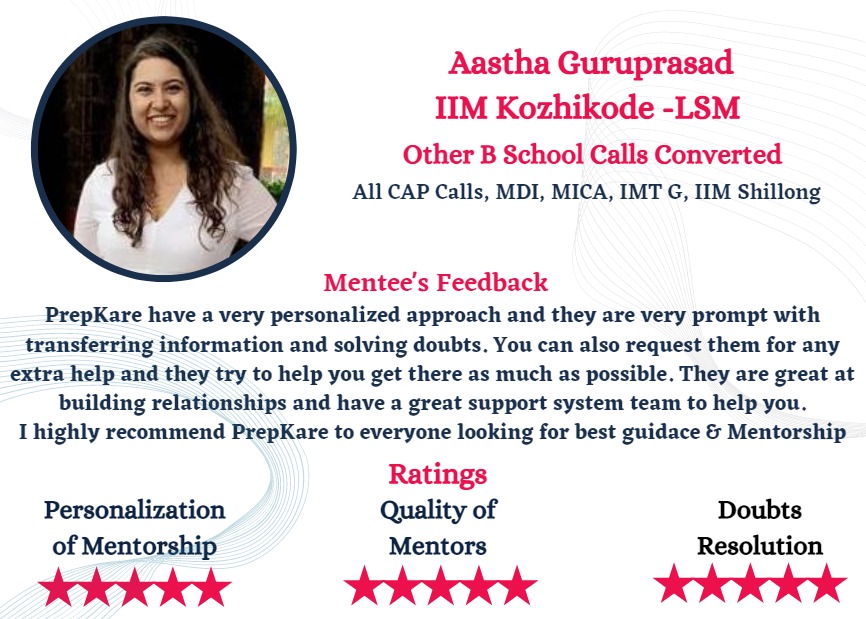 Aastha Guruprasad
IIM Kozhikode -LSM
Other B School Calls Converted
All CAP Calls, MDI, MICA, IMT G, IIM Shillong
Mentee's Feedback
PrepKare have a very personalized approach and they are very prompt with
transferring information and solving doubts. You can also request them for any
extra help and they try to help you get there as much as possible. They are great at
building relationships and have a great support system team to help you.
I highly recommend PrepKare to everyone looking for best guidace & Mentorship
Ratings
Personalization
of Mentorship
Quality of
Mentors
Doubts
Resolution